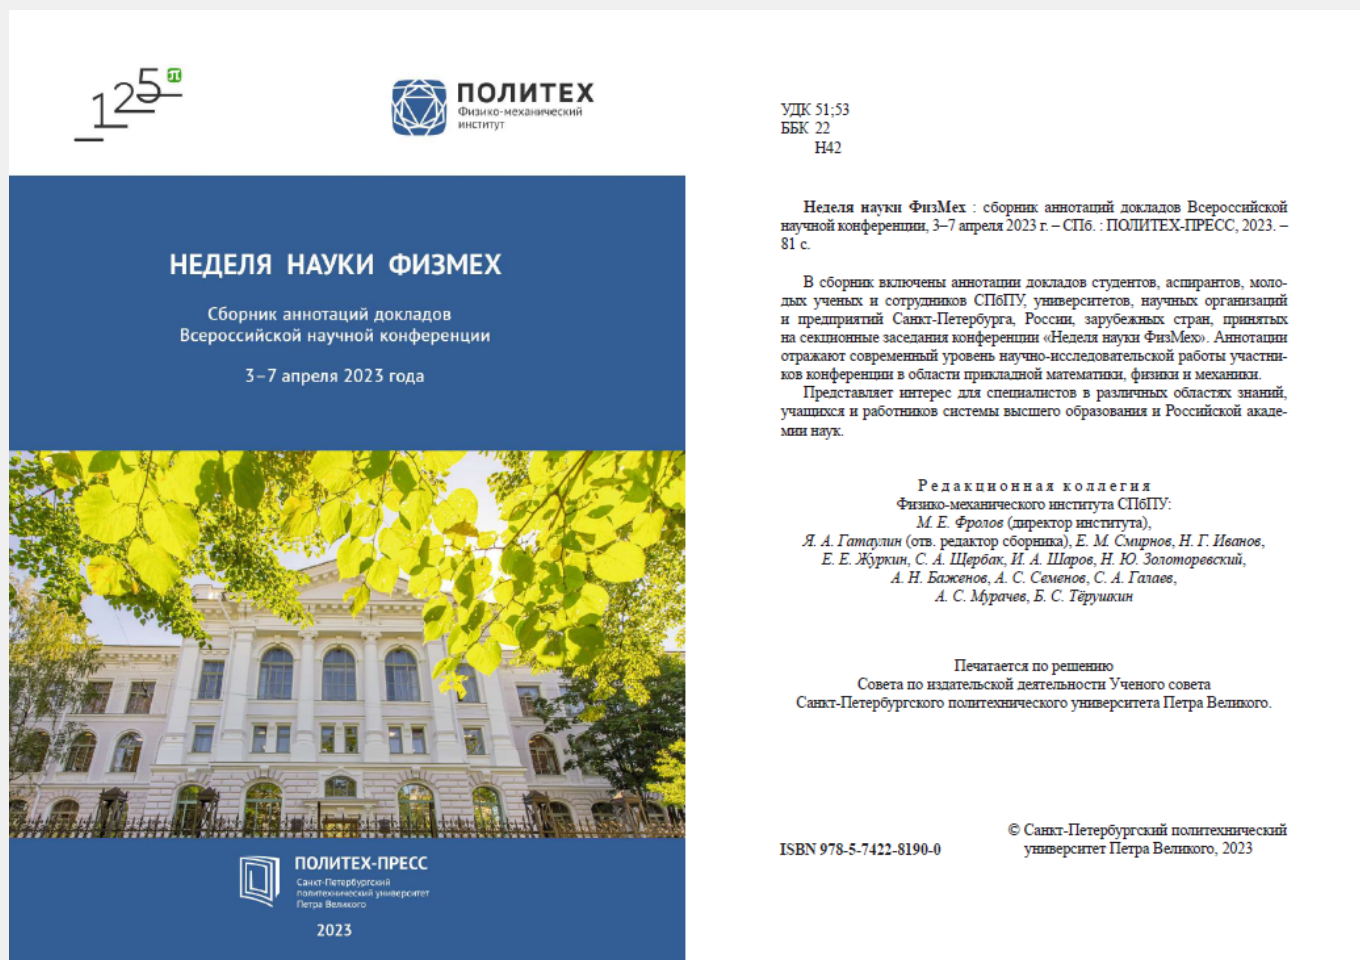 125 π
ПОЛИТЕХ
Физико-механический
институт
НЕДЕЛЯ НАУКИ ФИЗМЕХ
Сборник аннотаций докладов
Всероссийской научной конференции
3–7 апреля 2023 года
ПОЛИТЕХ-ПРЕСС
Санкт-Петербургский
политехнический университет
Петра Великого
2023
УДК 51;53
ББК 22
Н42
Неделя науки ФизМех : сборник аннотаций докладов Всероссийской
научной конференции, 3–7 апреля 2023 г. – СПб. : ПОЛИТЕХ-ПРЕСС, 2023. –
81 с.
В сборник включены аннотации докладов студентов, аспирантов, моло-
дых ученых и сотрудников СПбПУ, университетов, научных организаций
и предприятий Санкт-Петербурга, России, зарубежных стран, принятых
на секционные заседания конференции «Неделя науки ФизМех». Аннотации
отражают современный уровень научно-исследовательской работы участни-
ков конференции в области прикладной математики, физики и механики.
Представляет интерес для специалистов в различных областях знаний,
учащихся и работников системы высшего образования и Российской акаде-
мии наук.
Редакционная коллегия
Физико-механического института СПбПУ:
М. Е. Фролов (директор института),
Я. А. Гатаулин (отв. редактор сборника), Е. М. Смирнов, Н. Г. Иванов,
Е. Е. Журкин, С. А. Щербак, И. А. Шаров, Н. Ю. Золоторевский,
А. Н. Баженов, А. С. Семенов, С. А. Галаев,
А. С. Мурачев, Б. С. Тёрушкин
Печатается по решению
Совета по издательской деятельности Ученого совета
Санкт-Петербургского политехнического университета Петра Великого.
ISBN 978-5-7422-8190-0
© Санкт-Петербургский политехнический
университет Петра Великого, 2023